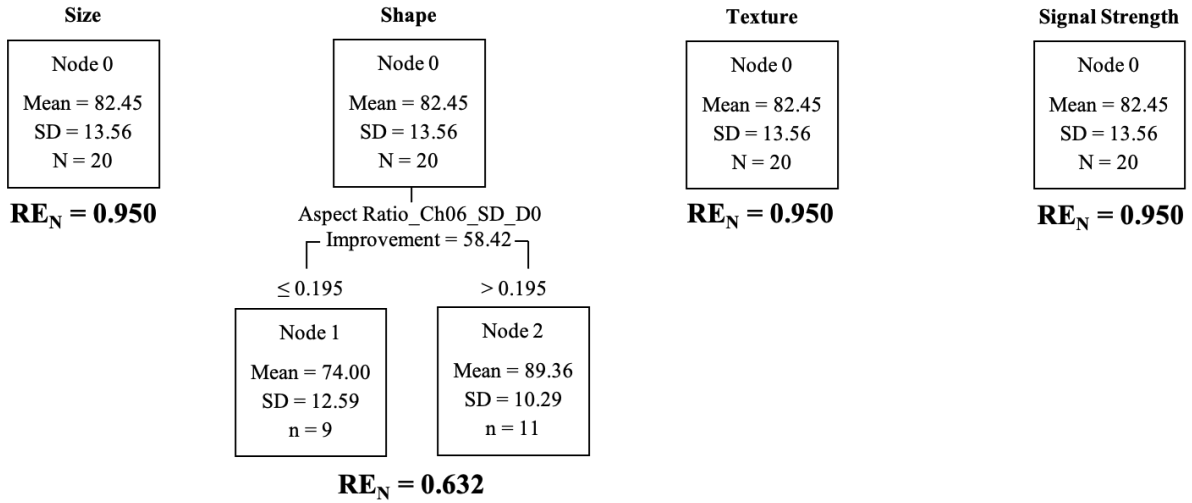 Size
Node 0
Mean = 82.45
SD = 13.56
N = 20
RE_N = 0.950
Shape
Node 0
Mean = 82.45
SD = 13.56
N = 20
Aspect Ratio_Ch06_SD_D0
Improvement = 58.42
≤ 0.195
> 0.195
Node 1
Mean = 74.00
SD = 12.59
n = 9
Node 2
Mean = 89.36
SD = 10.29
n = 11
RE_N = 0.632
Texture
Node 0
Mean = 82.45
SD = 13.56
N = 20
RE_N = 0.950
Signal Strength
Node 0
Mean = 82.45
SD = 13.56
N = 20
RE_N = 0.950